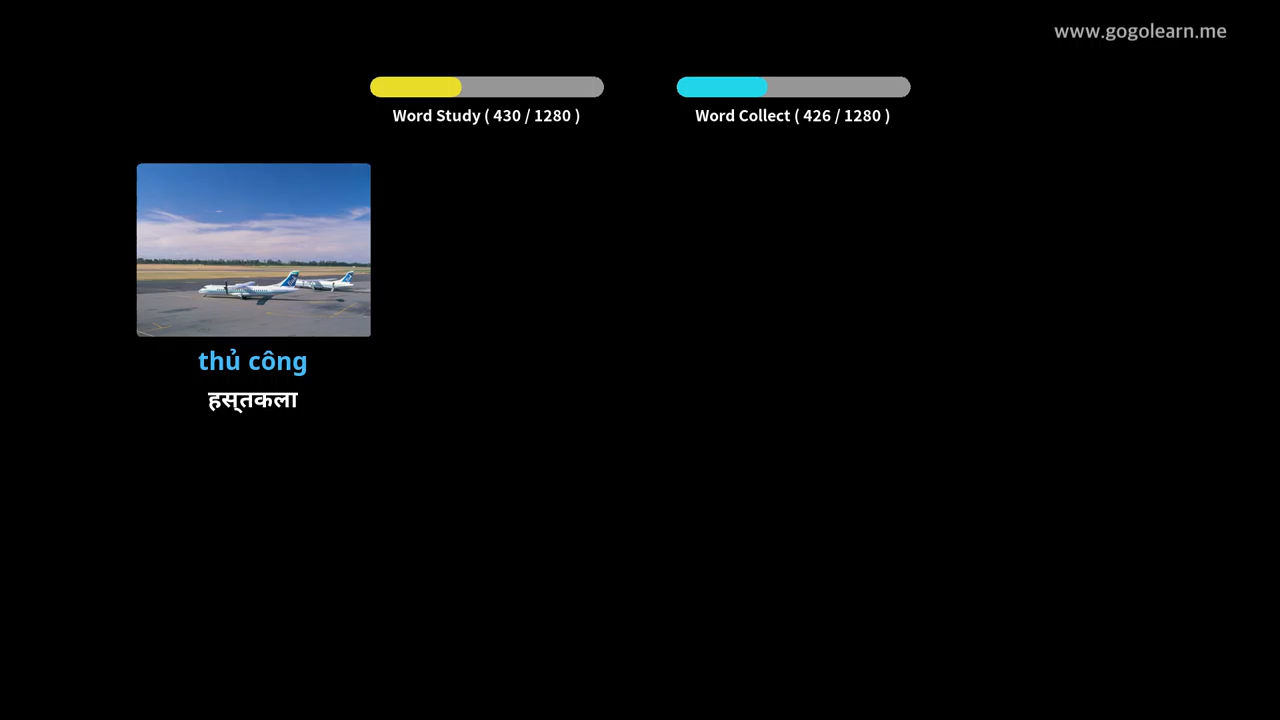 www.gogolearn.me
Word Study ( 430 / 1280 )
Word Collect ( 426 / 1280 )
thủ công
हस्तकला